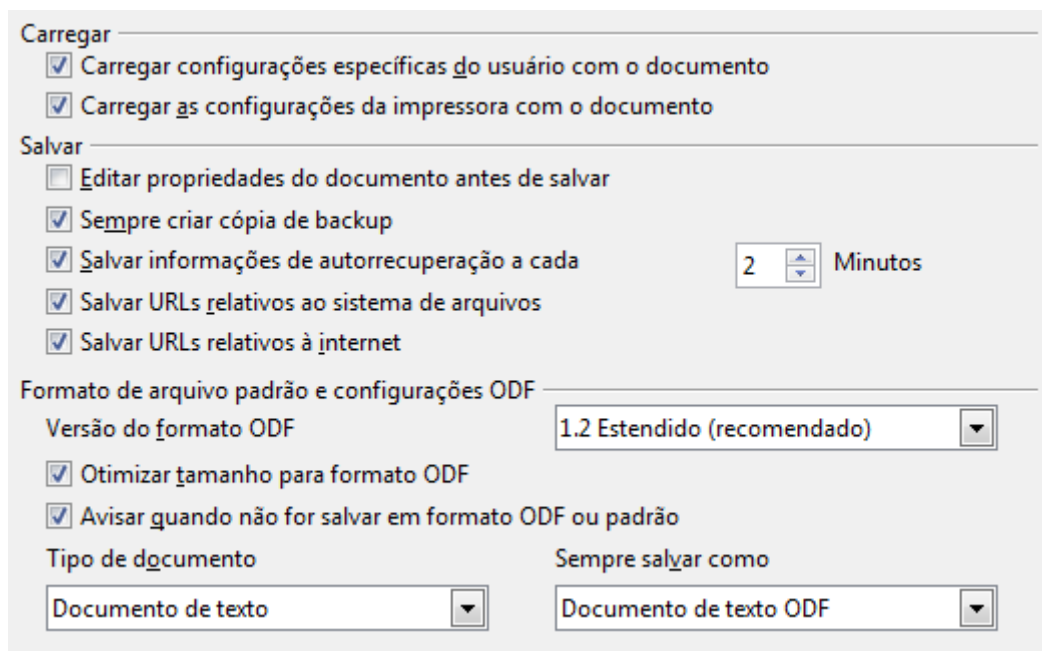 Carregar
Carregar configurações específicas do usuário com o documento
Carregar as configurações da impressora com o documento
Salvar
Editar propriedades do documento antes de salvar
Sempre criar cópia de backup
Salvar informações de autorrecuperação a cada 2 Minutos
Salvar URLs relativos ao sistema de arquivos
Salvar URLs relativos à internet
Formato de arquivo padrão e configurações ODF
Versão do formato ODF 1.2 Estendido (recomendado)
Otimizar tamanho para formato ODF
Avisar quando não for salvar em formato ODF ou padrão
Tipo de documento Sempre salvar como
Documento de texto Documento de texto ODF